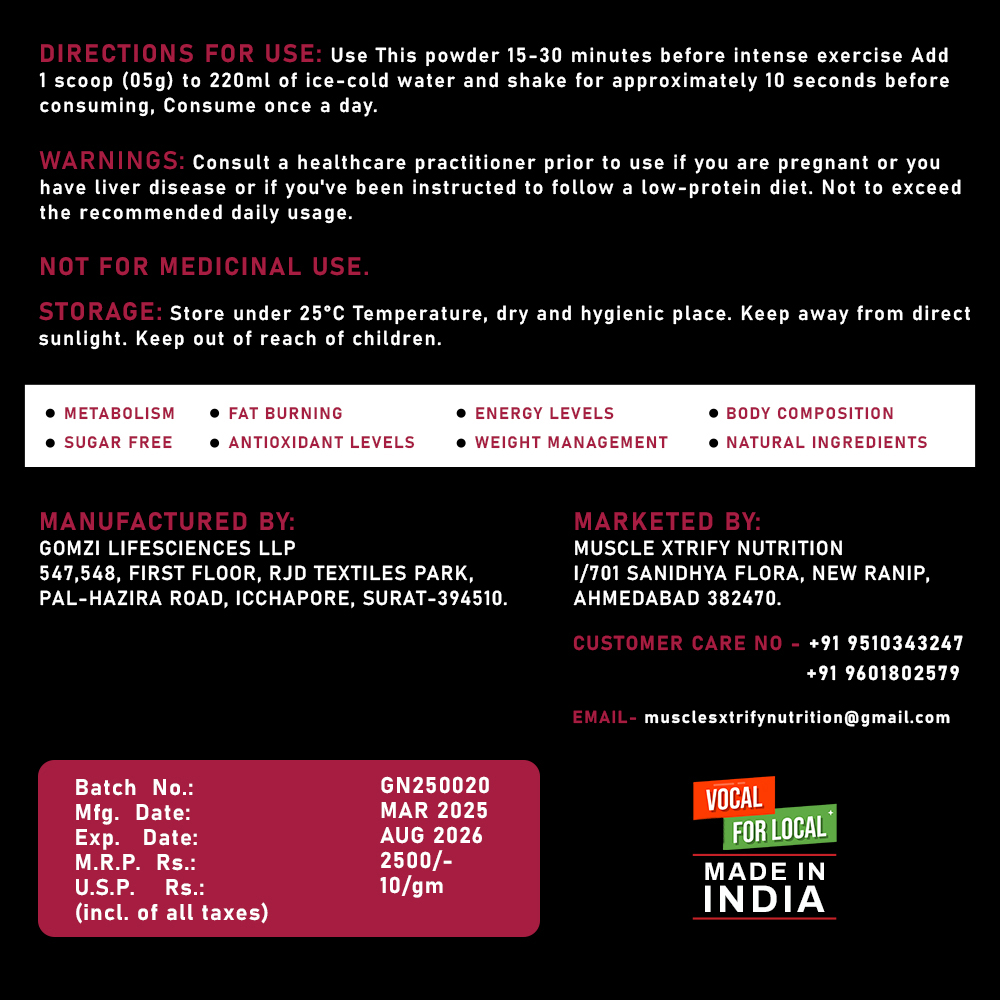 DIRECTIONS FOR USE: Use This powder 15-30 minutes before intense exercise Add
1 scoop (05g) to 220ml of ice-cold water and shake for approximately 10 seconds before
consuming, Consume once a day.
WARNINGS: Consult a healthcare practitioner prior to use if you are pregnant or you
have liver disease or if you've been instructed to follow a low-protein diet. Not to exceed
the recommended daily usage.
NOT FOR MEDICINAL USE.
STORAGE: Store under 25°C Temperature, dry and hygienic place. Keep away from direct
sunlight. Keep out of reach of children.
• METABOLISM • FAT BURNING • ENERGY LEVELS • BODY COMPOSITION
• SUGAR FREE • ANTIOXIDANT LEVELS • WEIGHT MANAGEMENT • NATURAL INGREDIENTS
MANUFACTURED BY:
GOMZI LIFESCIENCES LLP
547,548, FIRST FLOOR, RJD TEXTILES PARK,
PAL-HAZIRA ROAD, ICCHAPORE, SURAT-394510.
MARKETED BY:
MUSCLE XTRIFY NUTRITION
I/701 SANIDHYA FLORA, NEW RANIP,
AHMEDABAD 382470.
CUSTOMER CARE NO - +91 9510343247
+91 9601802579
EMAIL- musclesxtrifynutrition@gmail.com
Batch No.: GN250020
Mfg. Date: MAR 2025
Exp. Date: AUG 2026
M.R.P. Rs.: 2500/-
U.S.P. Rs.: 10/gm
(incl. of all taxes)
VOCAL
FOR LOCAL
MADE IN
INDIA